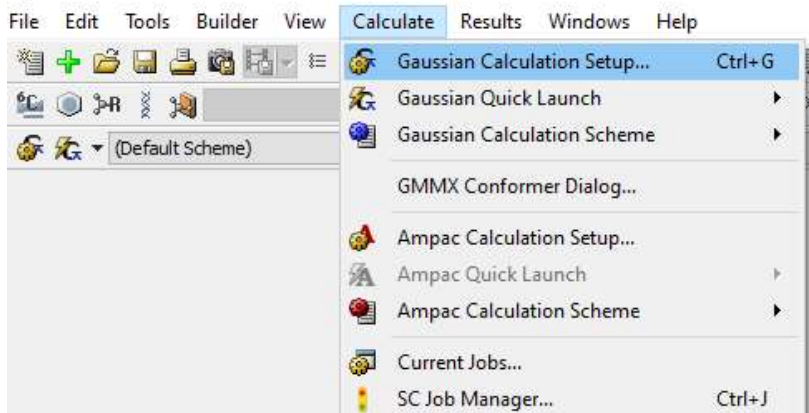 File Edit Tools Builder View Calculate Results Windows Help
(Default Scheme)
Gaussian Calculation Setup... Ctrl+G
Gaussian Quick Launch
Gaussian Calculation Scheme
GMMX Conformer Dialog...
Ampac Calculation Setup...
Ampac Quick Launch
Ampac Calculation Scheme
Current Jobs...
SC Job Manager... Ctrl+J